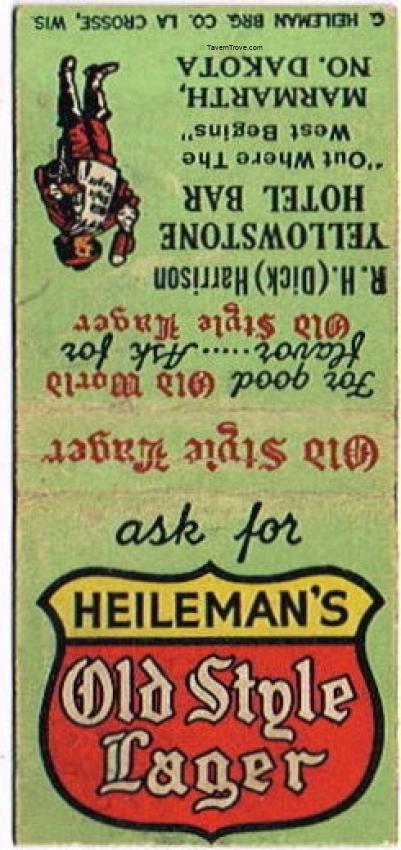 ask for
HEILEMAN'S
Old Style
Lager
Old Style Lager
For good Old World
flavor......Ask for
Old Style Lager
R.H. (Dick) Harrison
YELLOWSTONE
HOTEL BAR
"Out Where The
West Begins"
MARMARTH,
NO. DAKOTA
TavernTrove.com
G. HEILEMAN BRG. CO. LA CROSSE, WIS.